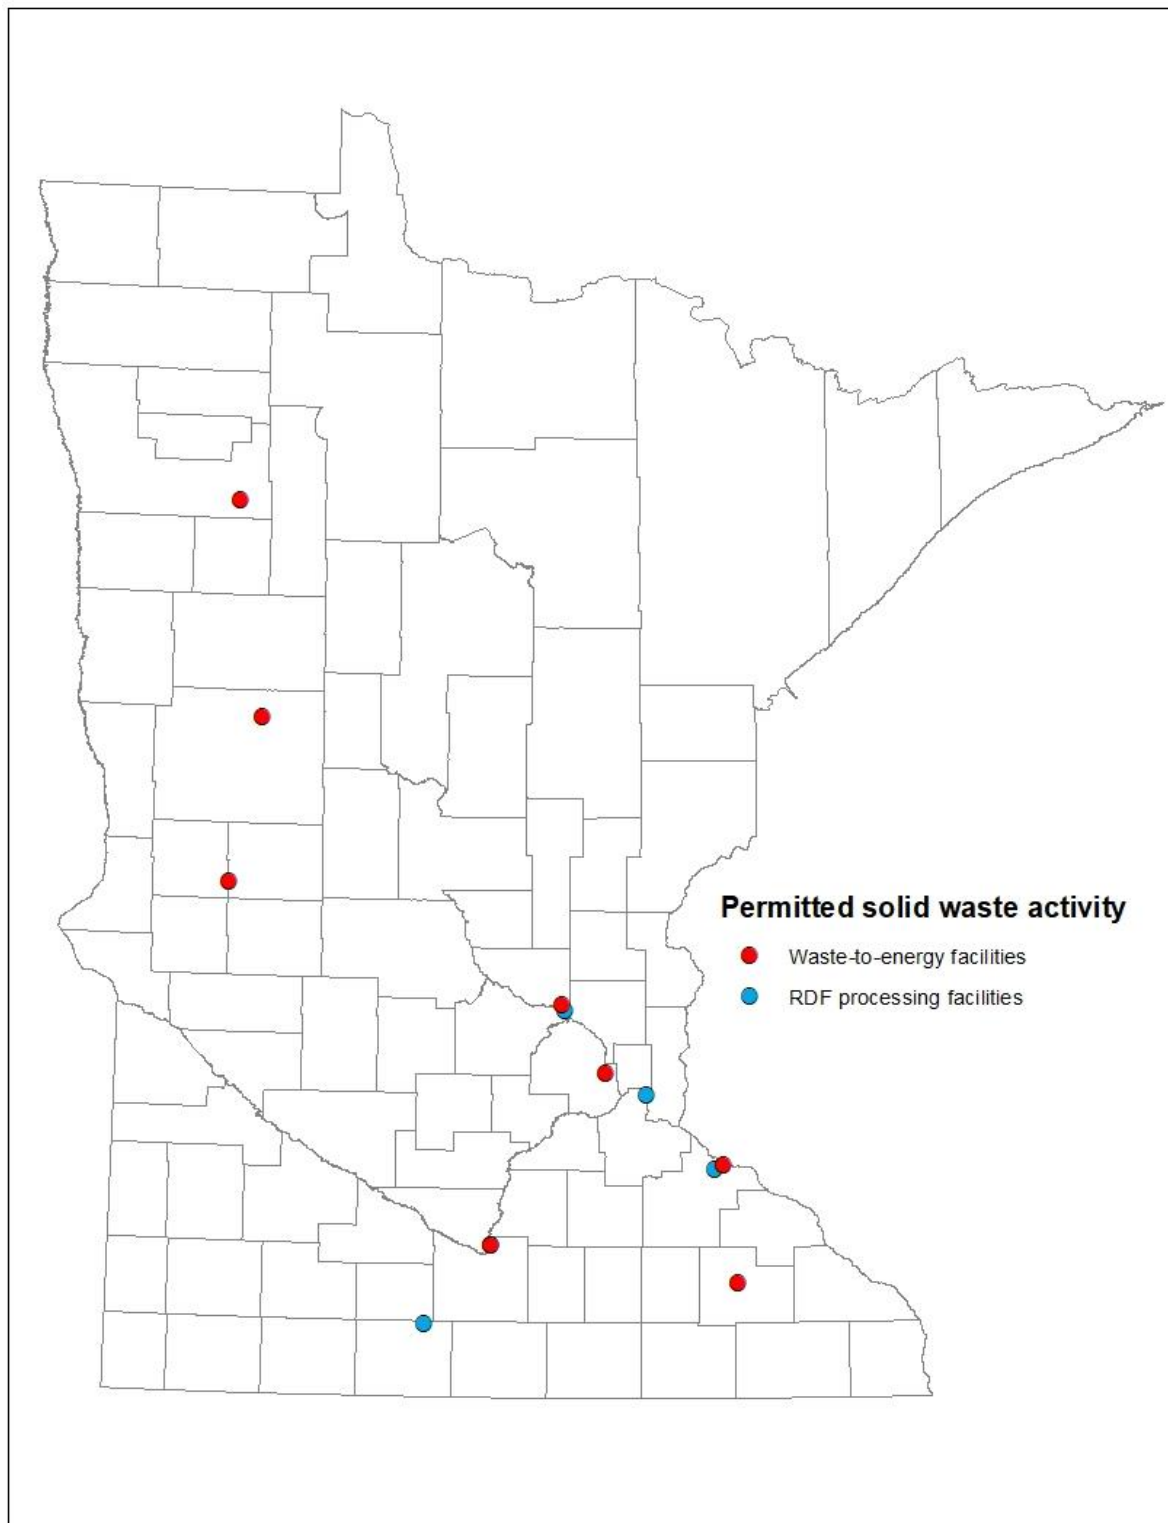 Permitted solid waste activity
Waste-to-energy facilities
RDF processing facilities